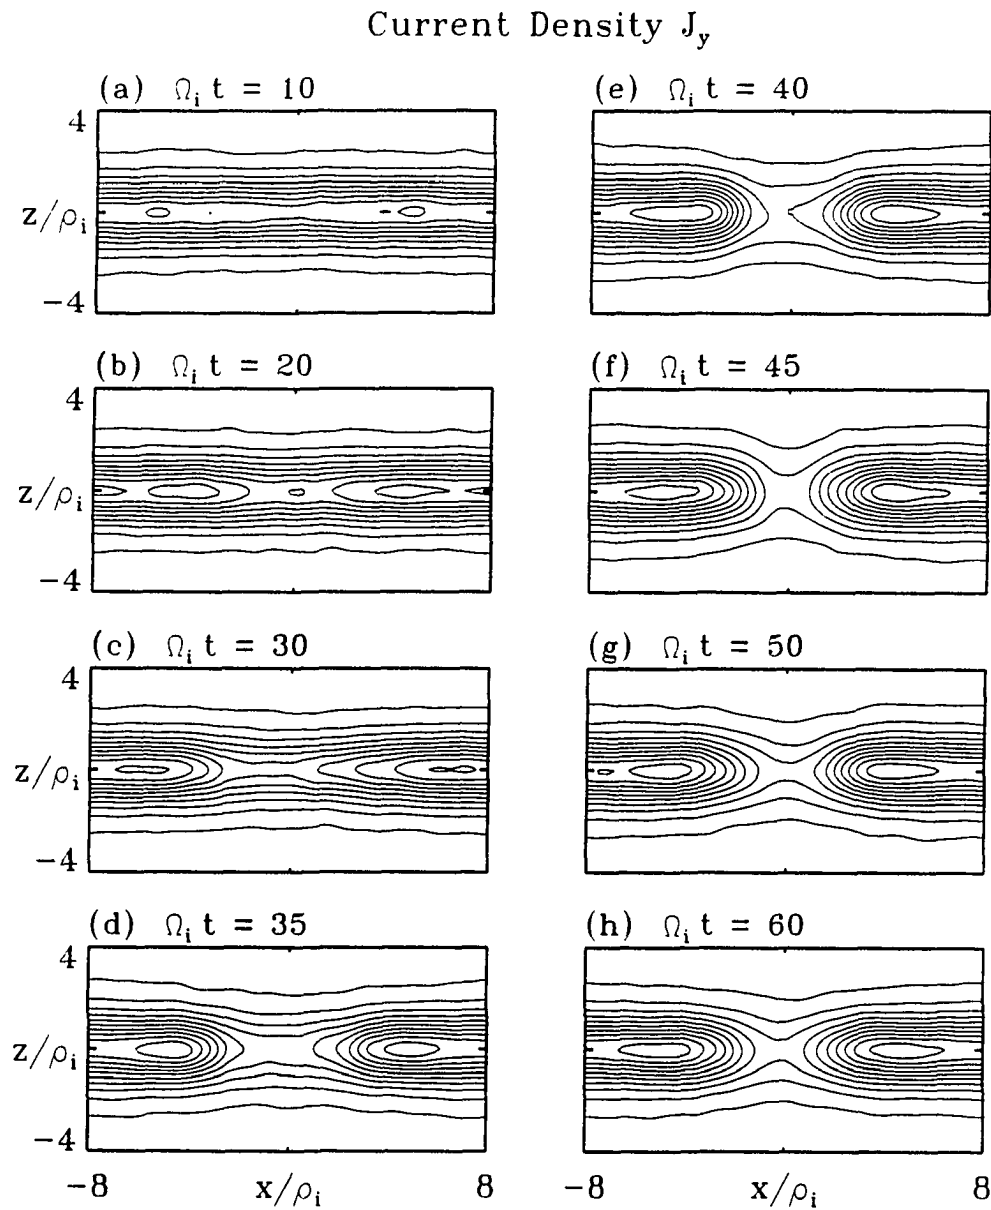 Current Density J_y
(a) Ω_i t = 10
4
z/ρ_i
−4
(b) Ω_i t = 20
4
z/ρ_i
−4
(c) Ω_i t = 30
4
z/ρ_i
−4
(d) Ω_i t = 35
4
z/ρ_i
−4
−8 x/ρ_i 8
(e) Ω_i t = 40
(f) Ω_i t = 45
(g) Ω_i t = 50
(h) Ω_i t = 60
−8 x/ρ_i 8